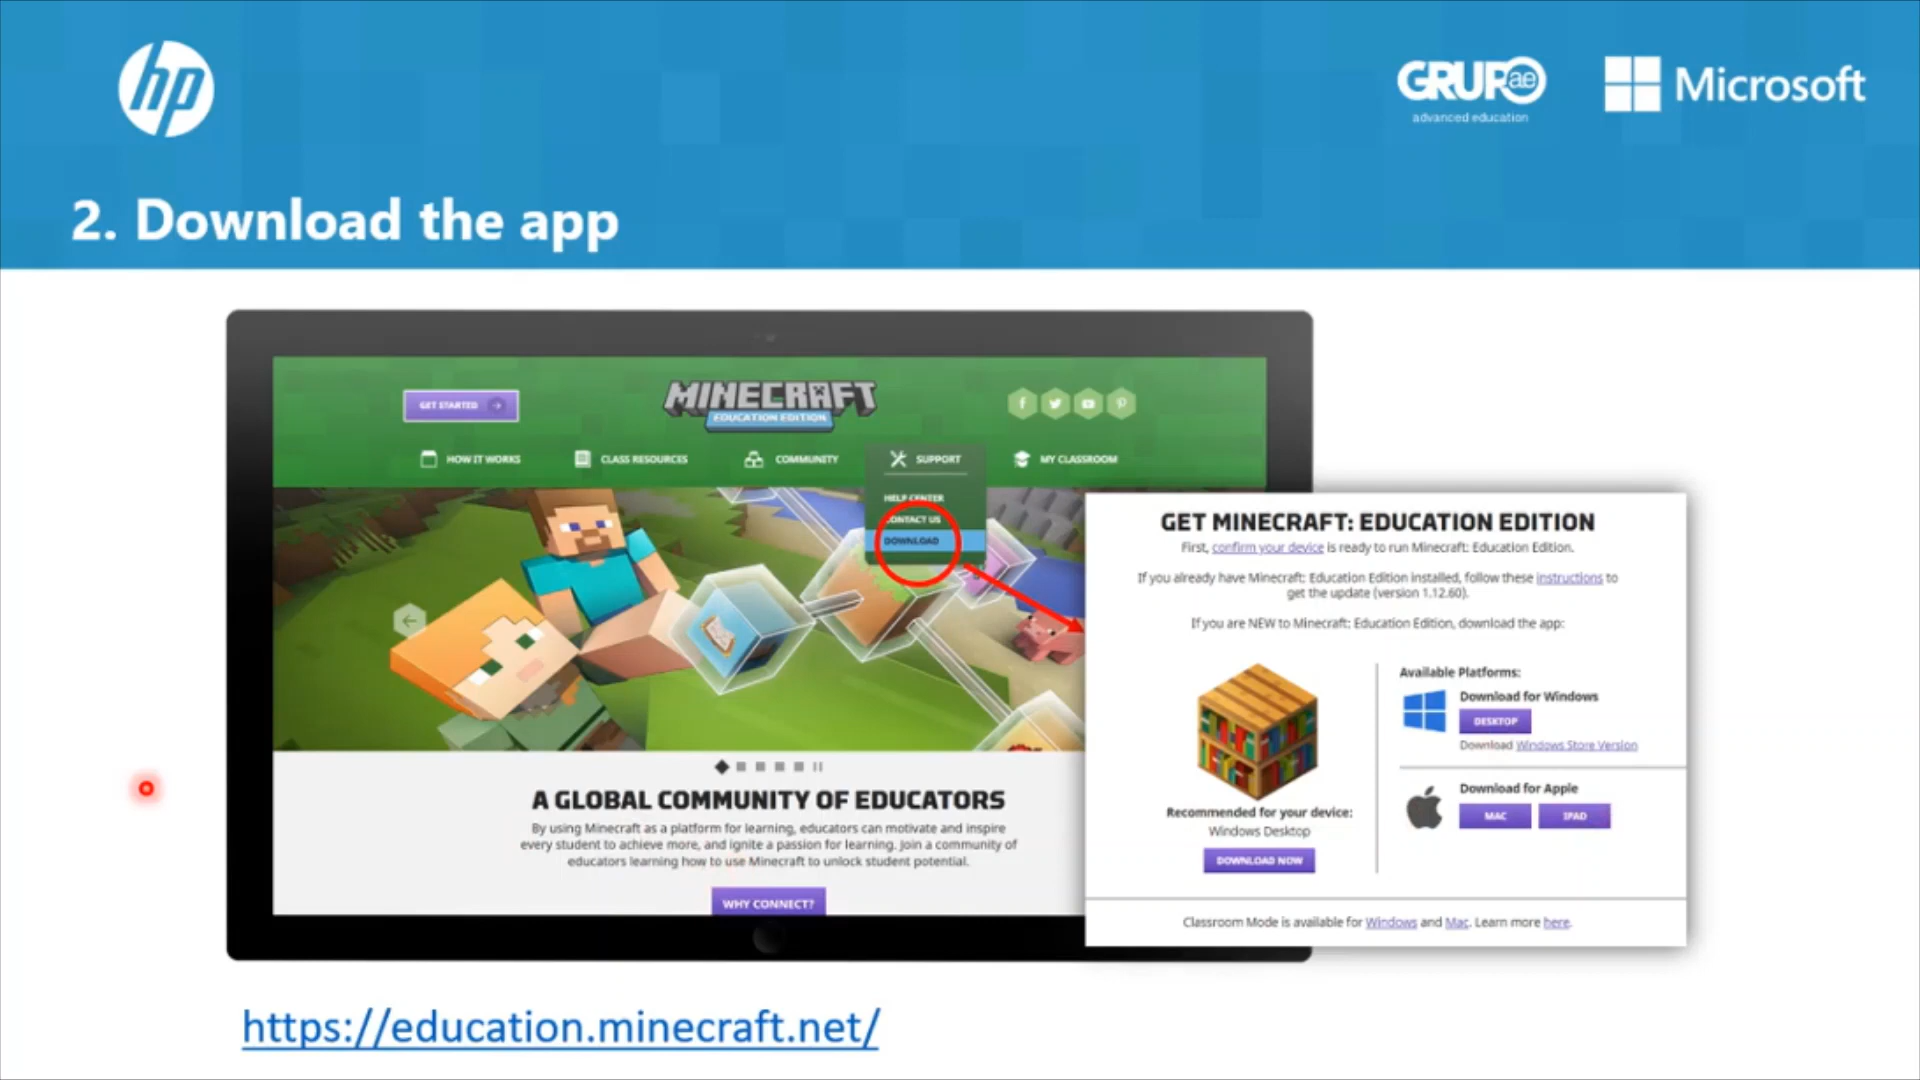 hp
GRUPO ae
advanced education
Microsoft
2. Download the app
GET STARTED
MINECRAFT
EDUCATION EDITION
HOW IT WORKS
CLASS RESOURCES
COMMUNITY
SUPPORT
MY CLASSROOM
HELP CENTER
CONTACT US
DOWNLOAD
A GLOBAL COMMUNITY OF EDUCATORS
By using Minecraft as a platform for learning, educators can motivate and inspire
every student to achieve more, and ignite a passion for learning. Join a community of
educators learning how to use Minecraft to unlock student potential.
WHY CONNECT?
GET MINECRAFT: EDUCATION EDITION
First, confirm your device is ready to run Minecraft: Education Edition.
If you already have Minecraft: Education Edition installed, follow these instructions to
get the update (version 1.12.60).
If you are NEW to Minecraft: Education Edition, download the app:
Recommended for your device:
Windows Desktop
DOWNLOAD NOW
Available Platforms:
Download for Windows
DESKTOP
Download Windows Store Version
Download for Apple
MAC
IPAD
Classroom Mode is available for Windows and Mac. Learn more here.
https://education.minecraft.net/